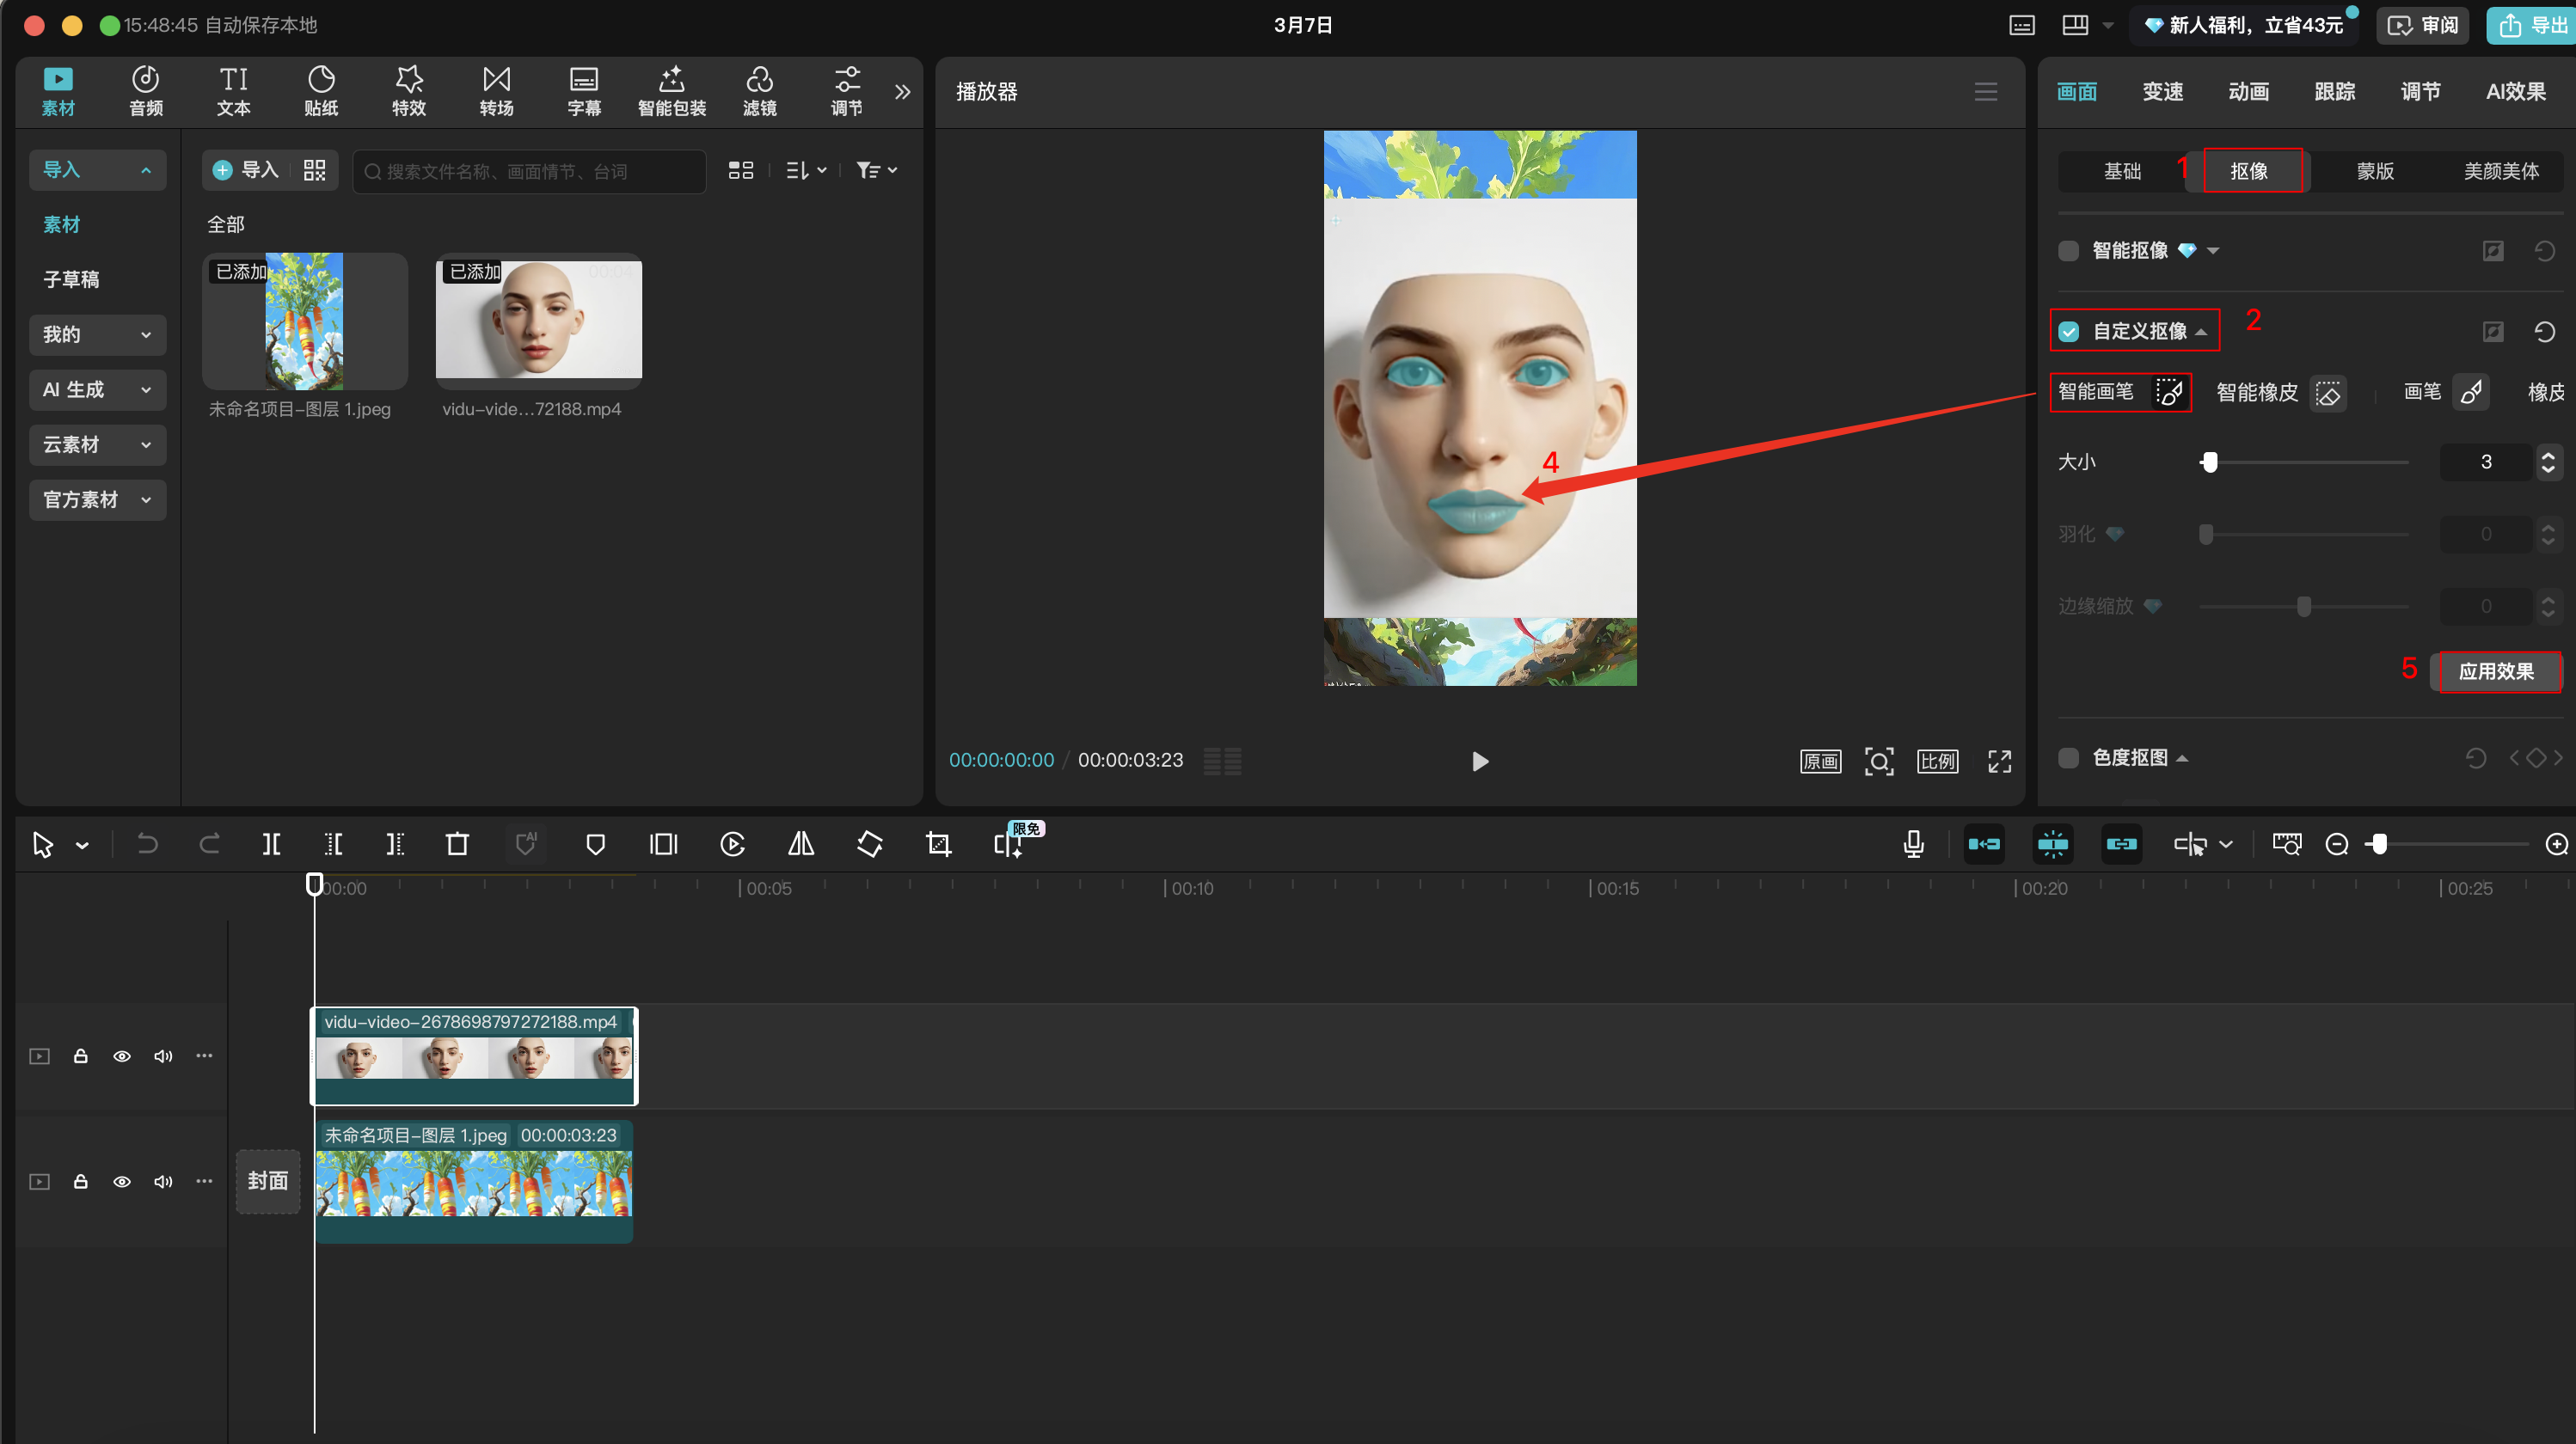 15:48:45 自动保存本地
3月7日
新人福利，立省43元
审阅
导出
素材
音频
文本
贴纸
特效
转场
字幕
智能包装
滤镜
调节
播放器
画面
变速
动画
跟踪
调节
AI效果
导入
素材
子草稿
我的
AI 生成
云素材
官方素材
导入
搜索文件名称、画面情节、台词
全部
已添加
未命名项目-图层 1.jpeg
已添加
00:04
vidu-vide...72188.mp4
4
00:00:00:00 / 00:00:03:23
原画
比例
基础
1
抠像
蒙版
美颜美体
智能抠像
自定义抠像
2
智能画笔
智能橡皮
画笔
橡皮
大小
3
羽化
0
边缘缩放
0
5
应用效果
色度抠图
AI
限免
00:00
00:05
00:10
00:15
00:20
00:25
vidu-video-2678698797272188.mp4
未命名项目-图层 1.jpeg 00:00:03:23
封面